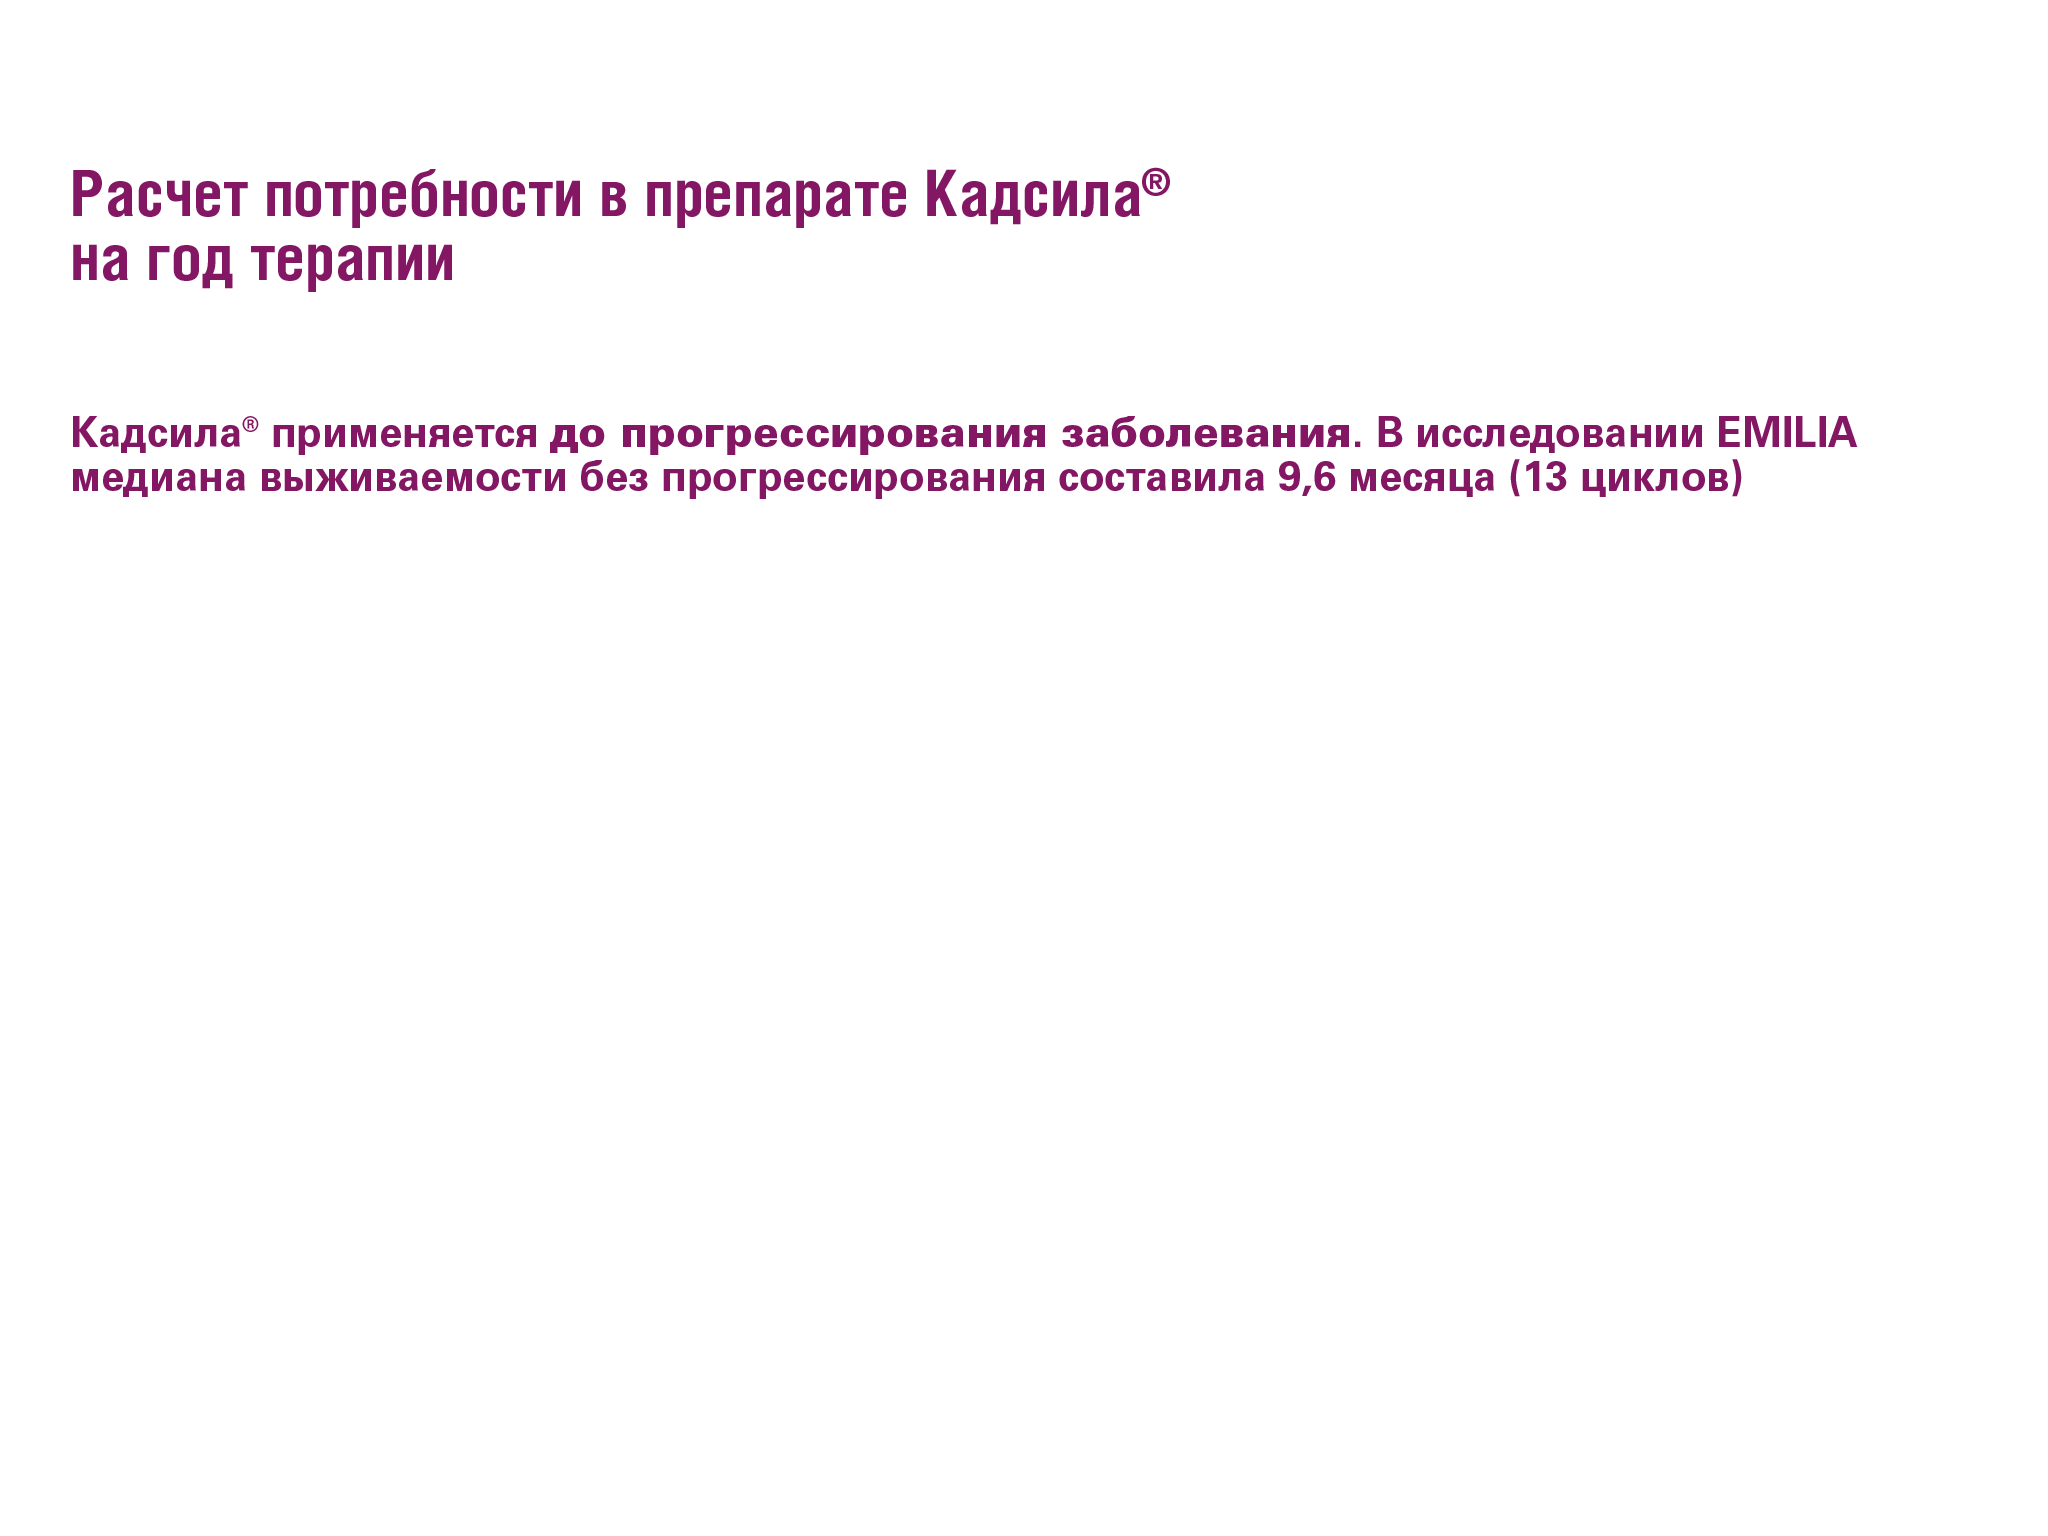 Расчет потребности в препарате Кадсила®
на год терапии
Кадсила® применяется до прогрессирования заболевания. В исследовании EMILIA
медиана выживаемости без прогрессирования составила 9,6 месяца (13 циклов)